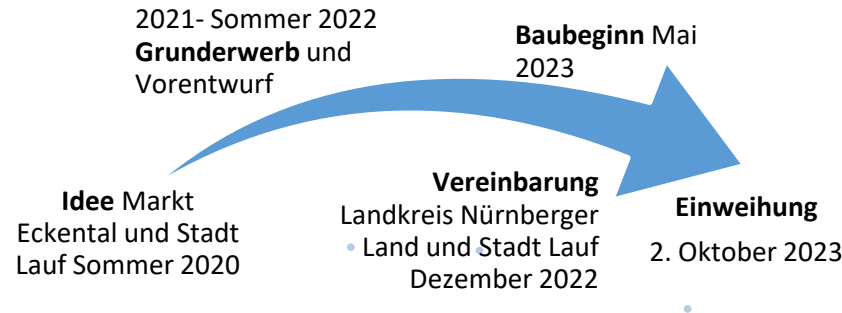 2021- Sommer 2022
Grunderwerb und
Vorentwurf
Baubeginn Mai
2023
Idee Markt
Eckental und Stadt
Lauf Sommer 2020
Vereinbarung
Landkreis Nürnberger
Land und Stadt Lauf
Dezember 2022
Einweihung
2. Oktober 2023